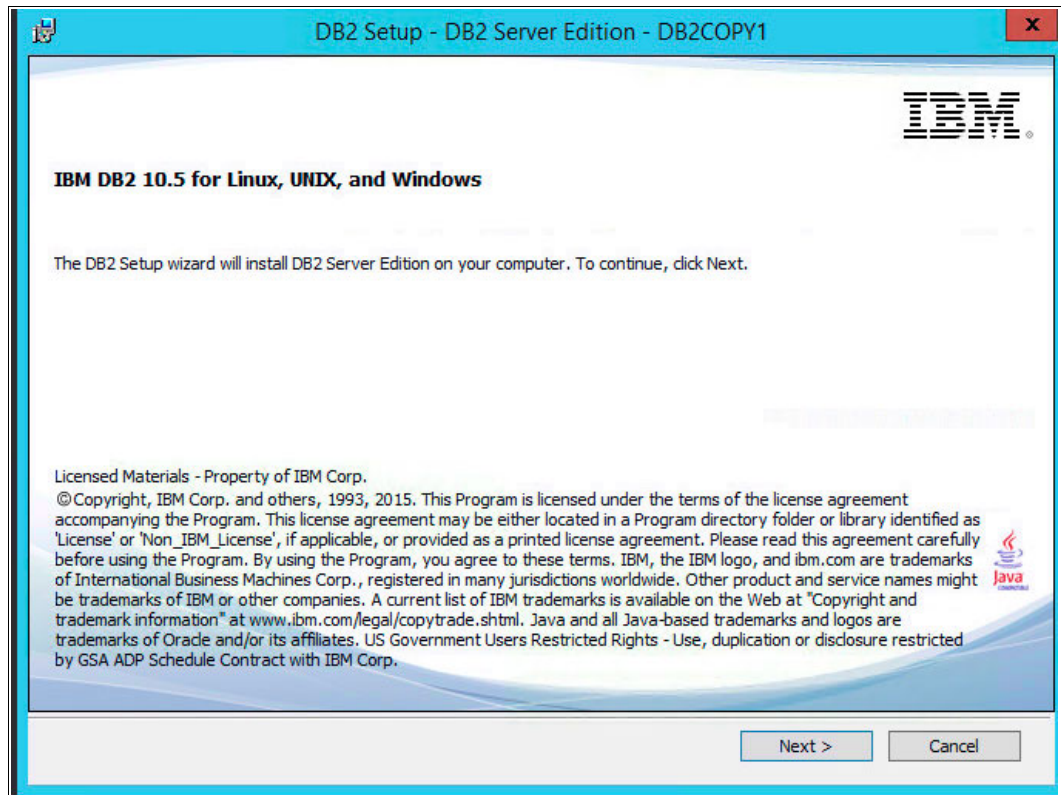 DB2 Setup - DB2 Server Edition - DB2COPY1
x
IBM®
IBM DB2 10.5 for Linux, UNIX, and Windows
The DB2 Setup wizard will install DB2 Server Edition on your computer. To continue, click Next.
Licensed Materials - Property of IBM Corp.
©Copyright, IBM Corp. and others, 1993, 2015. This Program is licensed under the terms of the license agreement
accompanying the Program. This license agreement may be either located in a Program directory folder or library identified as
'License' or 'Non_IBM_License', if applicable, or provided as a printed license agreement. Please read this agreement carefully
before using the Program. By using the Program, you agree to these terms. IBM, the IBM logo, and ibm.com are trademarks
of International Business Machines Corp., registered in many jurisdictions worldwide. Other product and service names might
be trademarks of IBM or other companies. A current list of IBM trademarks is available on the Web at "Copyright and
trademark information" at www.ibm.com/legal/copytrade.shtml. Java and all Java-based trademarks and logos are
trademarks of Oracle and/or its affiliates. US Government Users Restricted Rights - Use, duplication or disclosure restricted
by GSA ADP Schedule Contract with IBM Corp.
Java
COMPATIBLE
Next >
Cancel